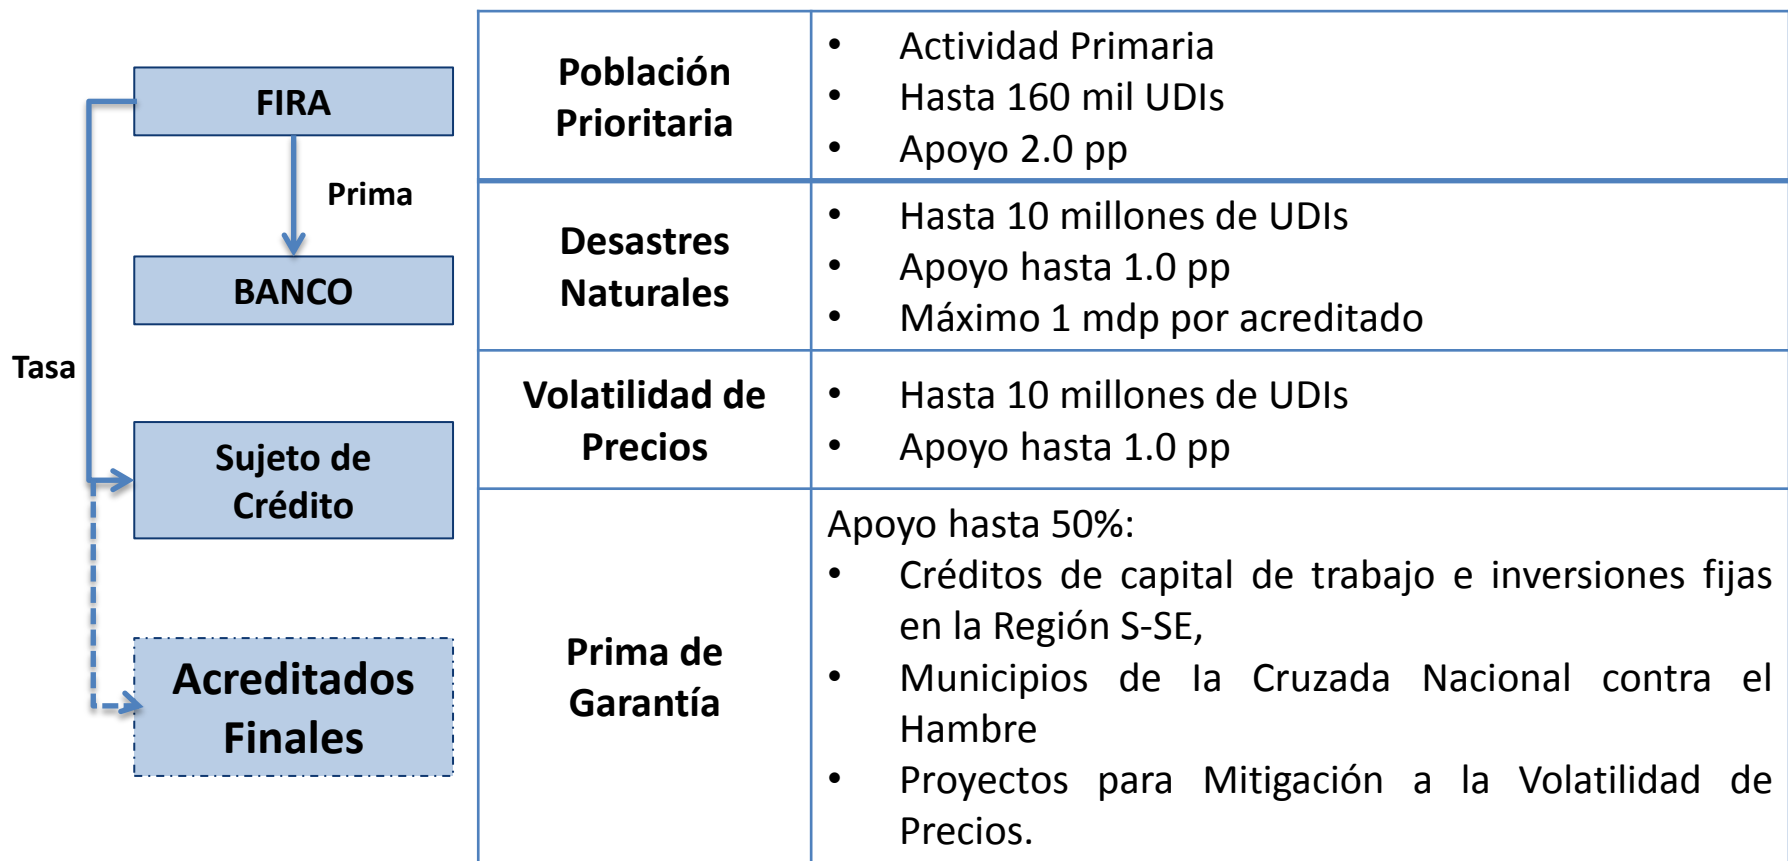 FIRA
Prima
BANCO
Tasa
Sujeto de
Crédito
Acreditados
Finales
Población
Prioritaria
• Actividad Primaria
• Hasta 160 mil UDIs
• Apoyo 2.0 pp
Desastres
Naturales
• Hasta 10 millones de UDIs
• Apoyo hasta 1.0 pp
• Máximo 1 mdp por acreditado
Volatilidad de
Precios
• Hasta 10 millones de UDIs
• Apoyo hasta 1.0 pp
Prima de
Garantía
Apoyo hasta 50%:
• Créditos de capital de trabajo e inversiones fijas
en la Región S-SE,
• Municipios de la Cruzada Nacional contra el
Hambre
• Proyectos para Mitigación a la Volatilidad de
Precios.